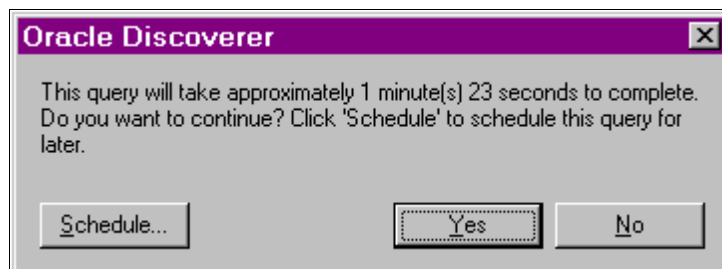 Oracle Discoverer
This query will take approximately 1 minute(s) 23 seconds to complete.
Do you want to continue? Click 'Schedule' to schedule this query for
later.
Schedule... Yes No